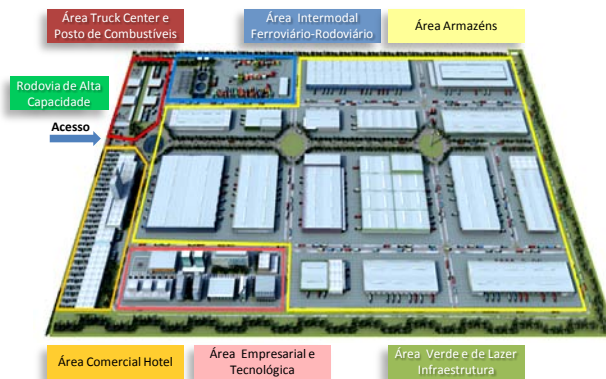 Área Truck Center e
Posto de Combustíveis
Área Intermodal
Ferroviário-Rodoviário
Área Armazéns
Rodovia de Alta
Capacidade
Acesso
Área Comercial Hotel
Área Empresarial e
Tecnológica
Área Verde e de Lazer
Infraestrutura